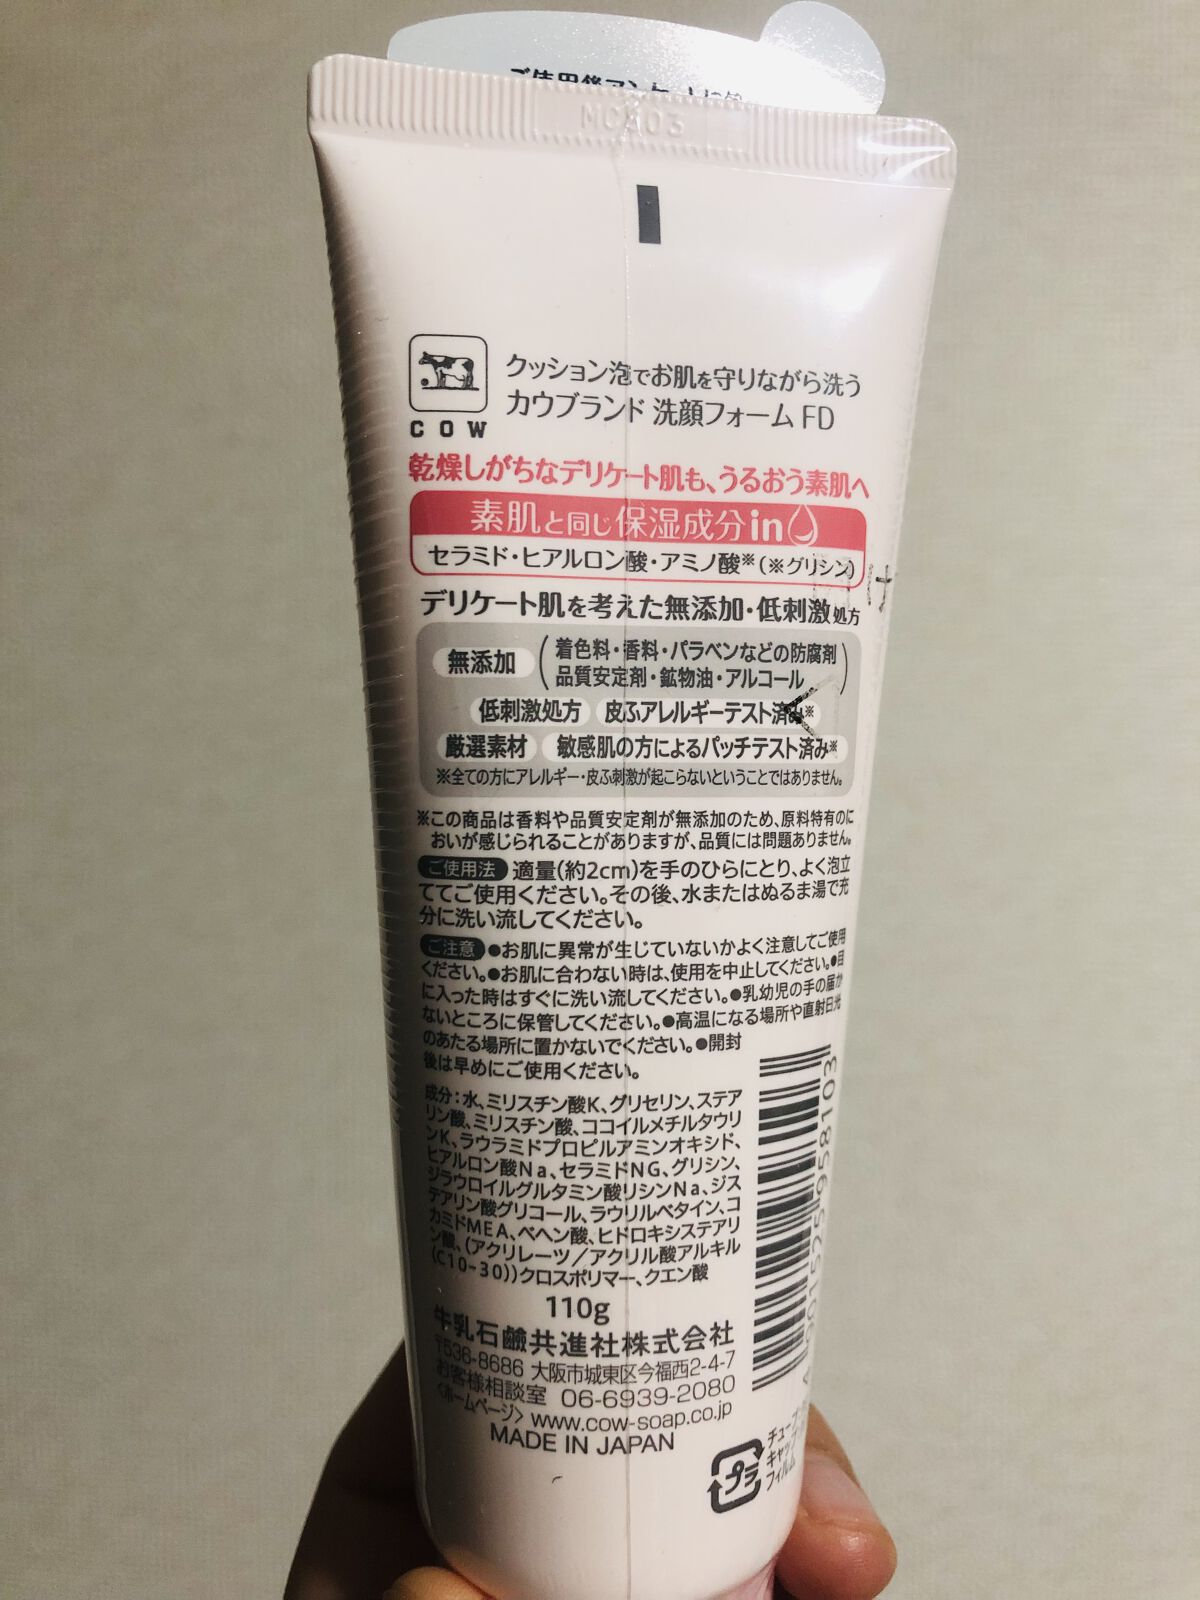 ご使用後アンケート
MC203
COW
クッション泡でお肌を守りながら洗う
カウブランド 洗顔フォーム FD
乾燥しがちなデリケート肌も、うるおう素肌へ
素肌と同じ保湿成分in
セラミド・ヒアルロン酸・アミノ酸※(※グリシン)
デリケート肌を考えた無添加・低刺激処方
無添加 (着色料・香料・パラベンなどの防腐剤
品質安定剤・鉱物油・アルコール)
低刺激処方 皮ふアレルギーテスト済み※
厳選素材 敏感肌の方によるパッチテスト済み※
※全ての方にアレルギー・皮ふ刺激が起こらないということではありません。
※この商品は香料や品質安定剤が無添加のため、原料特有のに
おいが感じられることがありますが、品質には問題ありません。
ご使用法 適量(約2cm)を手のひらにとり、よく泡立
ててご使用ください。その後、水またはぬるま湯で充
分に洗い流してください。
ご注意 ●お肌に異常が生じていないかよく注意してご使用
ください。●お肌に合わない時は、使用を中止してください。●目
に入った時はすぐに洗い流してください。●乳幼児の手の届か
ないところに保管してください。●高温になる場所や直射日光
のあたる場所に置かないでください。●開封
後は早めにご使用ください。
成分:水、ミリスチン酸K、グリセリン、ステア
リン酸、ミリスチン酸、ココイルメチルタウリ
ンK、ラウラミドプロピルアミンオキシド、
ヒアルロン酸Na、セラミドNG、グリシン、
ジラウロイルグルタミン酸リシンNa、ジス
テアリン酸グリコール、ラウリルベタイン、コ
カミドMEA、ベヘン酸、ヒドロキシステアリ
ン酸、(アクリレーツ/アクリル酸アルキル
(C10-30))クロスポリマー、クエン酸
110g
牛乳石鹸共進社株式会社
〒536-8686 大阪市城東区今福西2-4-7
お客様相談室 06-6939-2080
〈ホームページ〉 www.cow-soap.co.jp
MADE IN JAPAN
4 901525 958103
プラ
チューブ
キャップ
フィルム